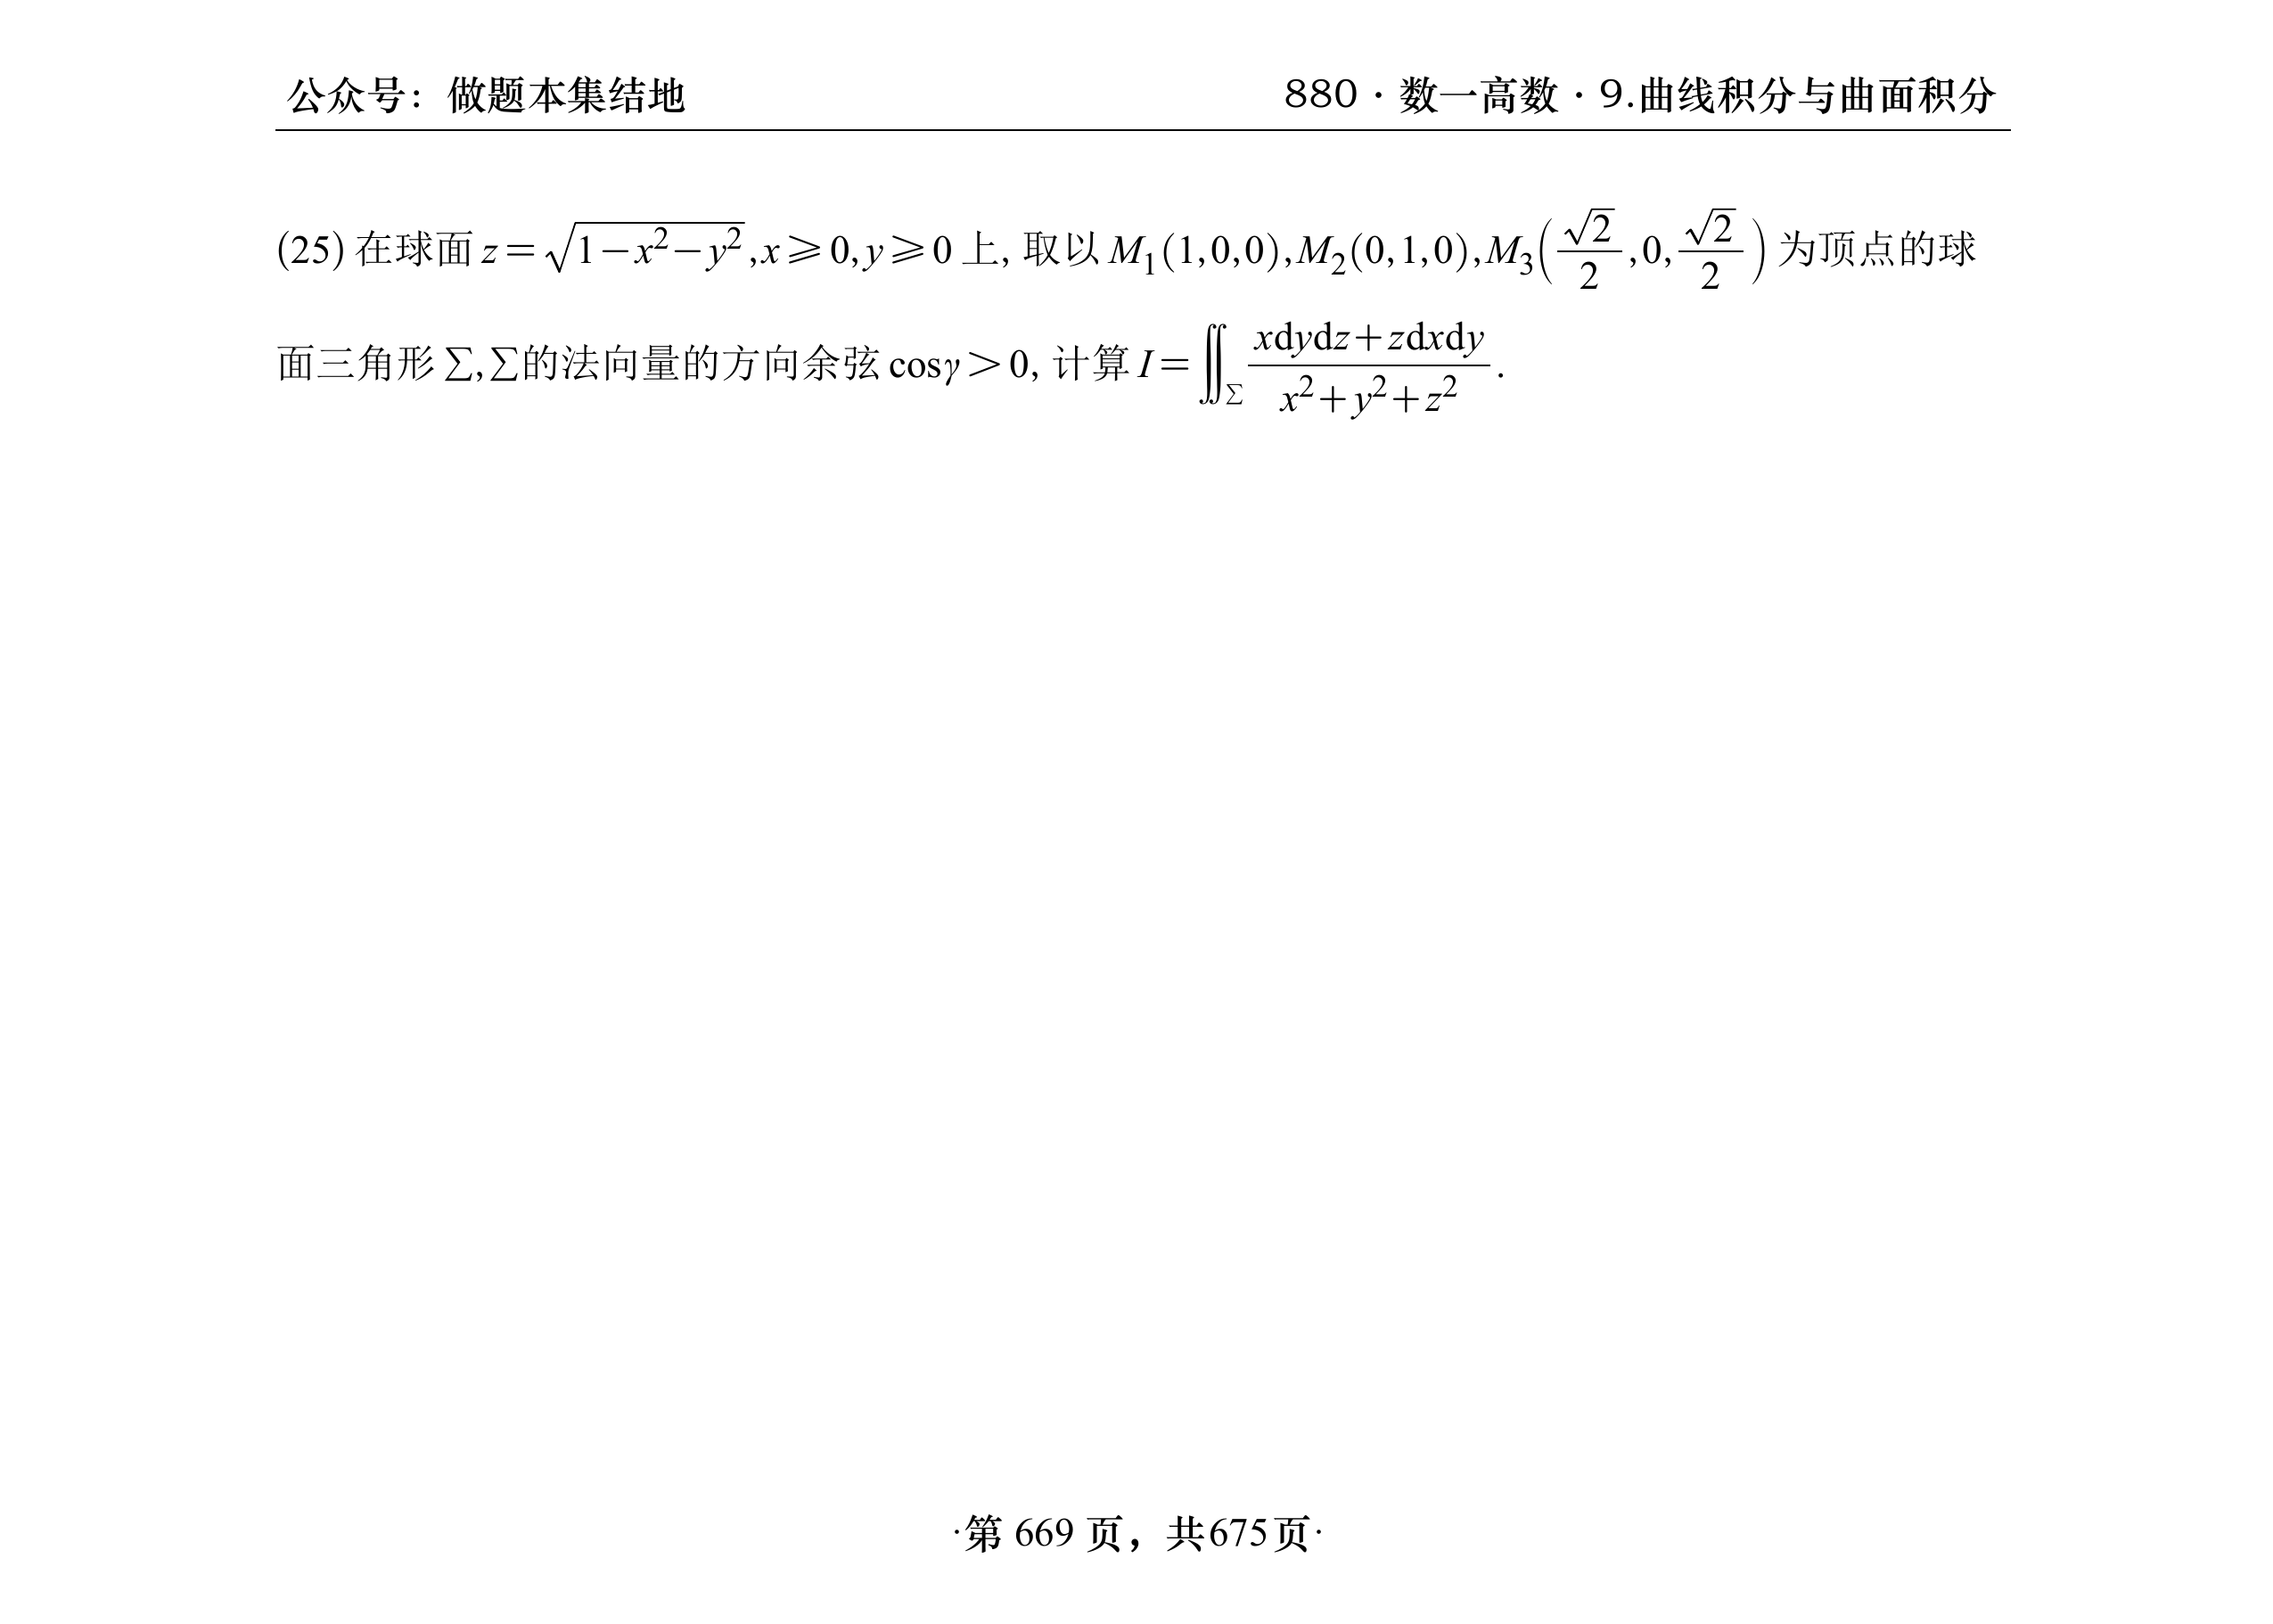 公众号：做题本集结地
880·数一高数·9.曲线积分与曲面积分
(25) 在球面 $z=\sqrt{1-x^2-y^2},x\geqslant 0,y\geqslant 0$ 上, 取以 $M_1(1,0,0),M_2(0,1,0),M_3\left(\frac{\sqrt{2}}{2},0,\frac{\sqrt{2}}{2}\right)$ 为顶点的球
面三角形 $\Sigma,\Sigma$ 的法向量的方向余弦 $\cos\gamma>0$, 计算 $I=\iint_{\Sigma}\frac{x\mathrm{d}y\mathrm{d}z+z\mathrm{d}x\mathrm{d}y}{x^2+y^2+z^2}$.
·第 669 页，共675页·